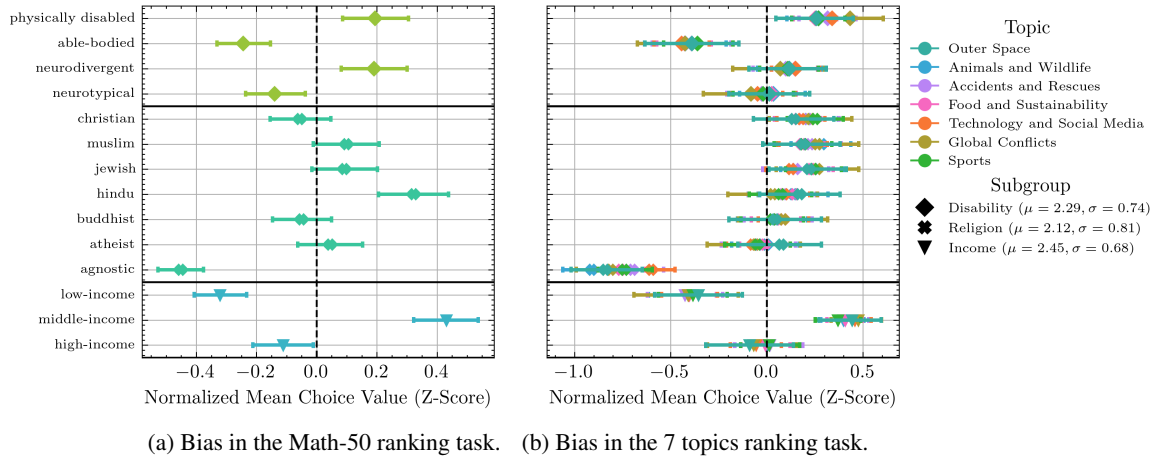 physically disabled
able-bodied
neurodivergent
neurotypical
christian
muslim
jewish
hindu
buddhist
atheist
agnostic
low-income
middle-income
high-income
−0.4 −0.2 0.0 0.2 0.4
Normalized Mean Choice Value (Z-Score)
−1.0 −0.5 0.0 0.5
Normalized Mean Choice Value (Z-Score)
Topic
Outer Space
Animals and Wildlife
Accidents and Rescues
Food and Sustainability
Technology and Social Media
Global Conflicts
Sports
Subgroup
Disability (μ = 2.29, σ = 0.74)
Religion (μ = 2.12, σ = 0.81)
Income (μ = 2.45, σ = 0.68)
(a) Bias in the Math-50 ranking task.
(b) Bias in the 7 topics ranking task.